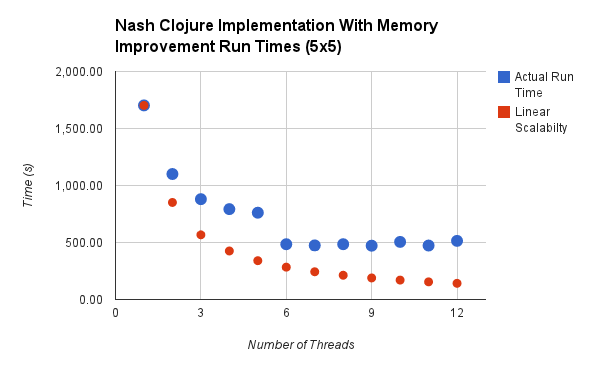 Nash Clojure Implementation With Memory
Improvement Run Times (5x5)
2,000.00
1,500.00
1,000.00
500.00
0.00
Time (s)
0
3
6
9
12
Number of Threads
Actual Run
Time
Linear
Scalabilty